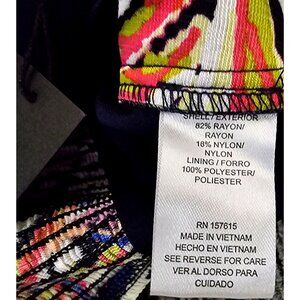 SHELL/EXTERIOR
82% RAYON/
RAYON
18% NYLON/
NYLON
LINING / FORRO
100% POLYESTER/
POLIESTER
RN 157615
MADE IN VIETNAM
HECHO EN VIETNAM
SEE REVERSE FOR CARE
VER AL DORSO PARA
CUIDADO